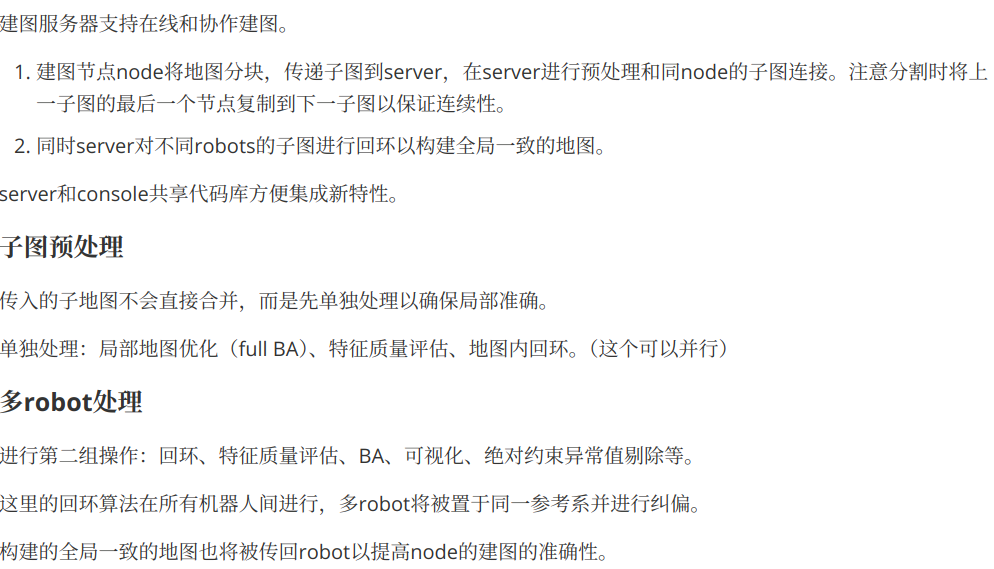 建图服务器支持在线和协作建图。
1. 建图节点node将地图分块，传递子图到server，在server进行预处理和同node的子图连接。注意分割时将上
一子图的最后一个节点复制到下一子图以保证连续性。
2. 同时server对不同robots的子图进行回环以构建全局一致的地图。
server和console共享代码库方便集成新特性。
子图预处理
传入的子地图不会直接合并，而是先单独处理以确保局部准确。
单独处理：局部地图优化（full BA）、特征质量评估、地图内回环。（这个可以并行）
多robot处理
进行第二组操作：回环、特征质量评估、BA、可视化、绝对约束异常值剔除等。
这里的回环算法在所有机器人间进行，多robot将被置于同一参考系并进行纠偏。
构建的全局一致的地图也将被传回robot以提高node的建图的准确性。